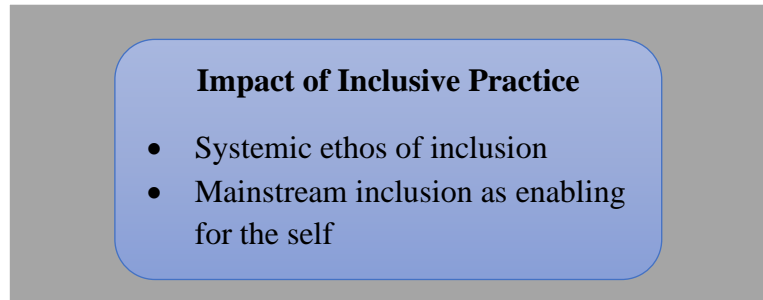 Impact of Inclusive Practice
• Systemic ethos of inclusion
• Mainstream inclusion as enabling
for the self